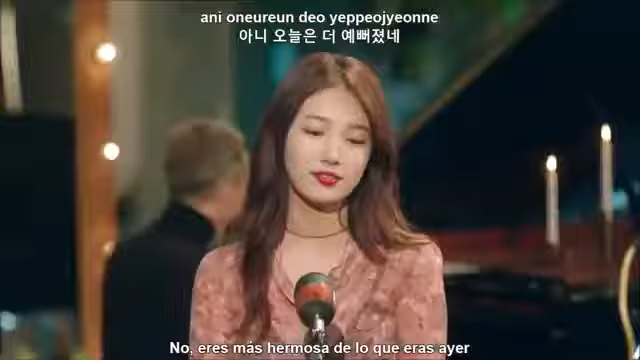 ani oneureun deo yeppeojyeonne
아니 오늘은 더 예뻐졌네
No, eres más hermosa de lo que eras ayer